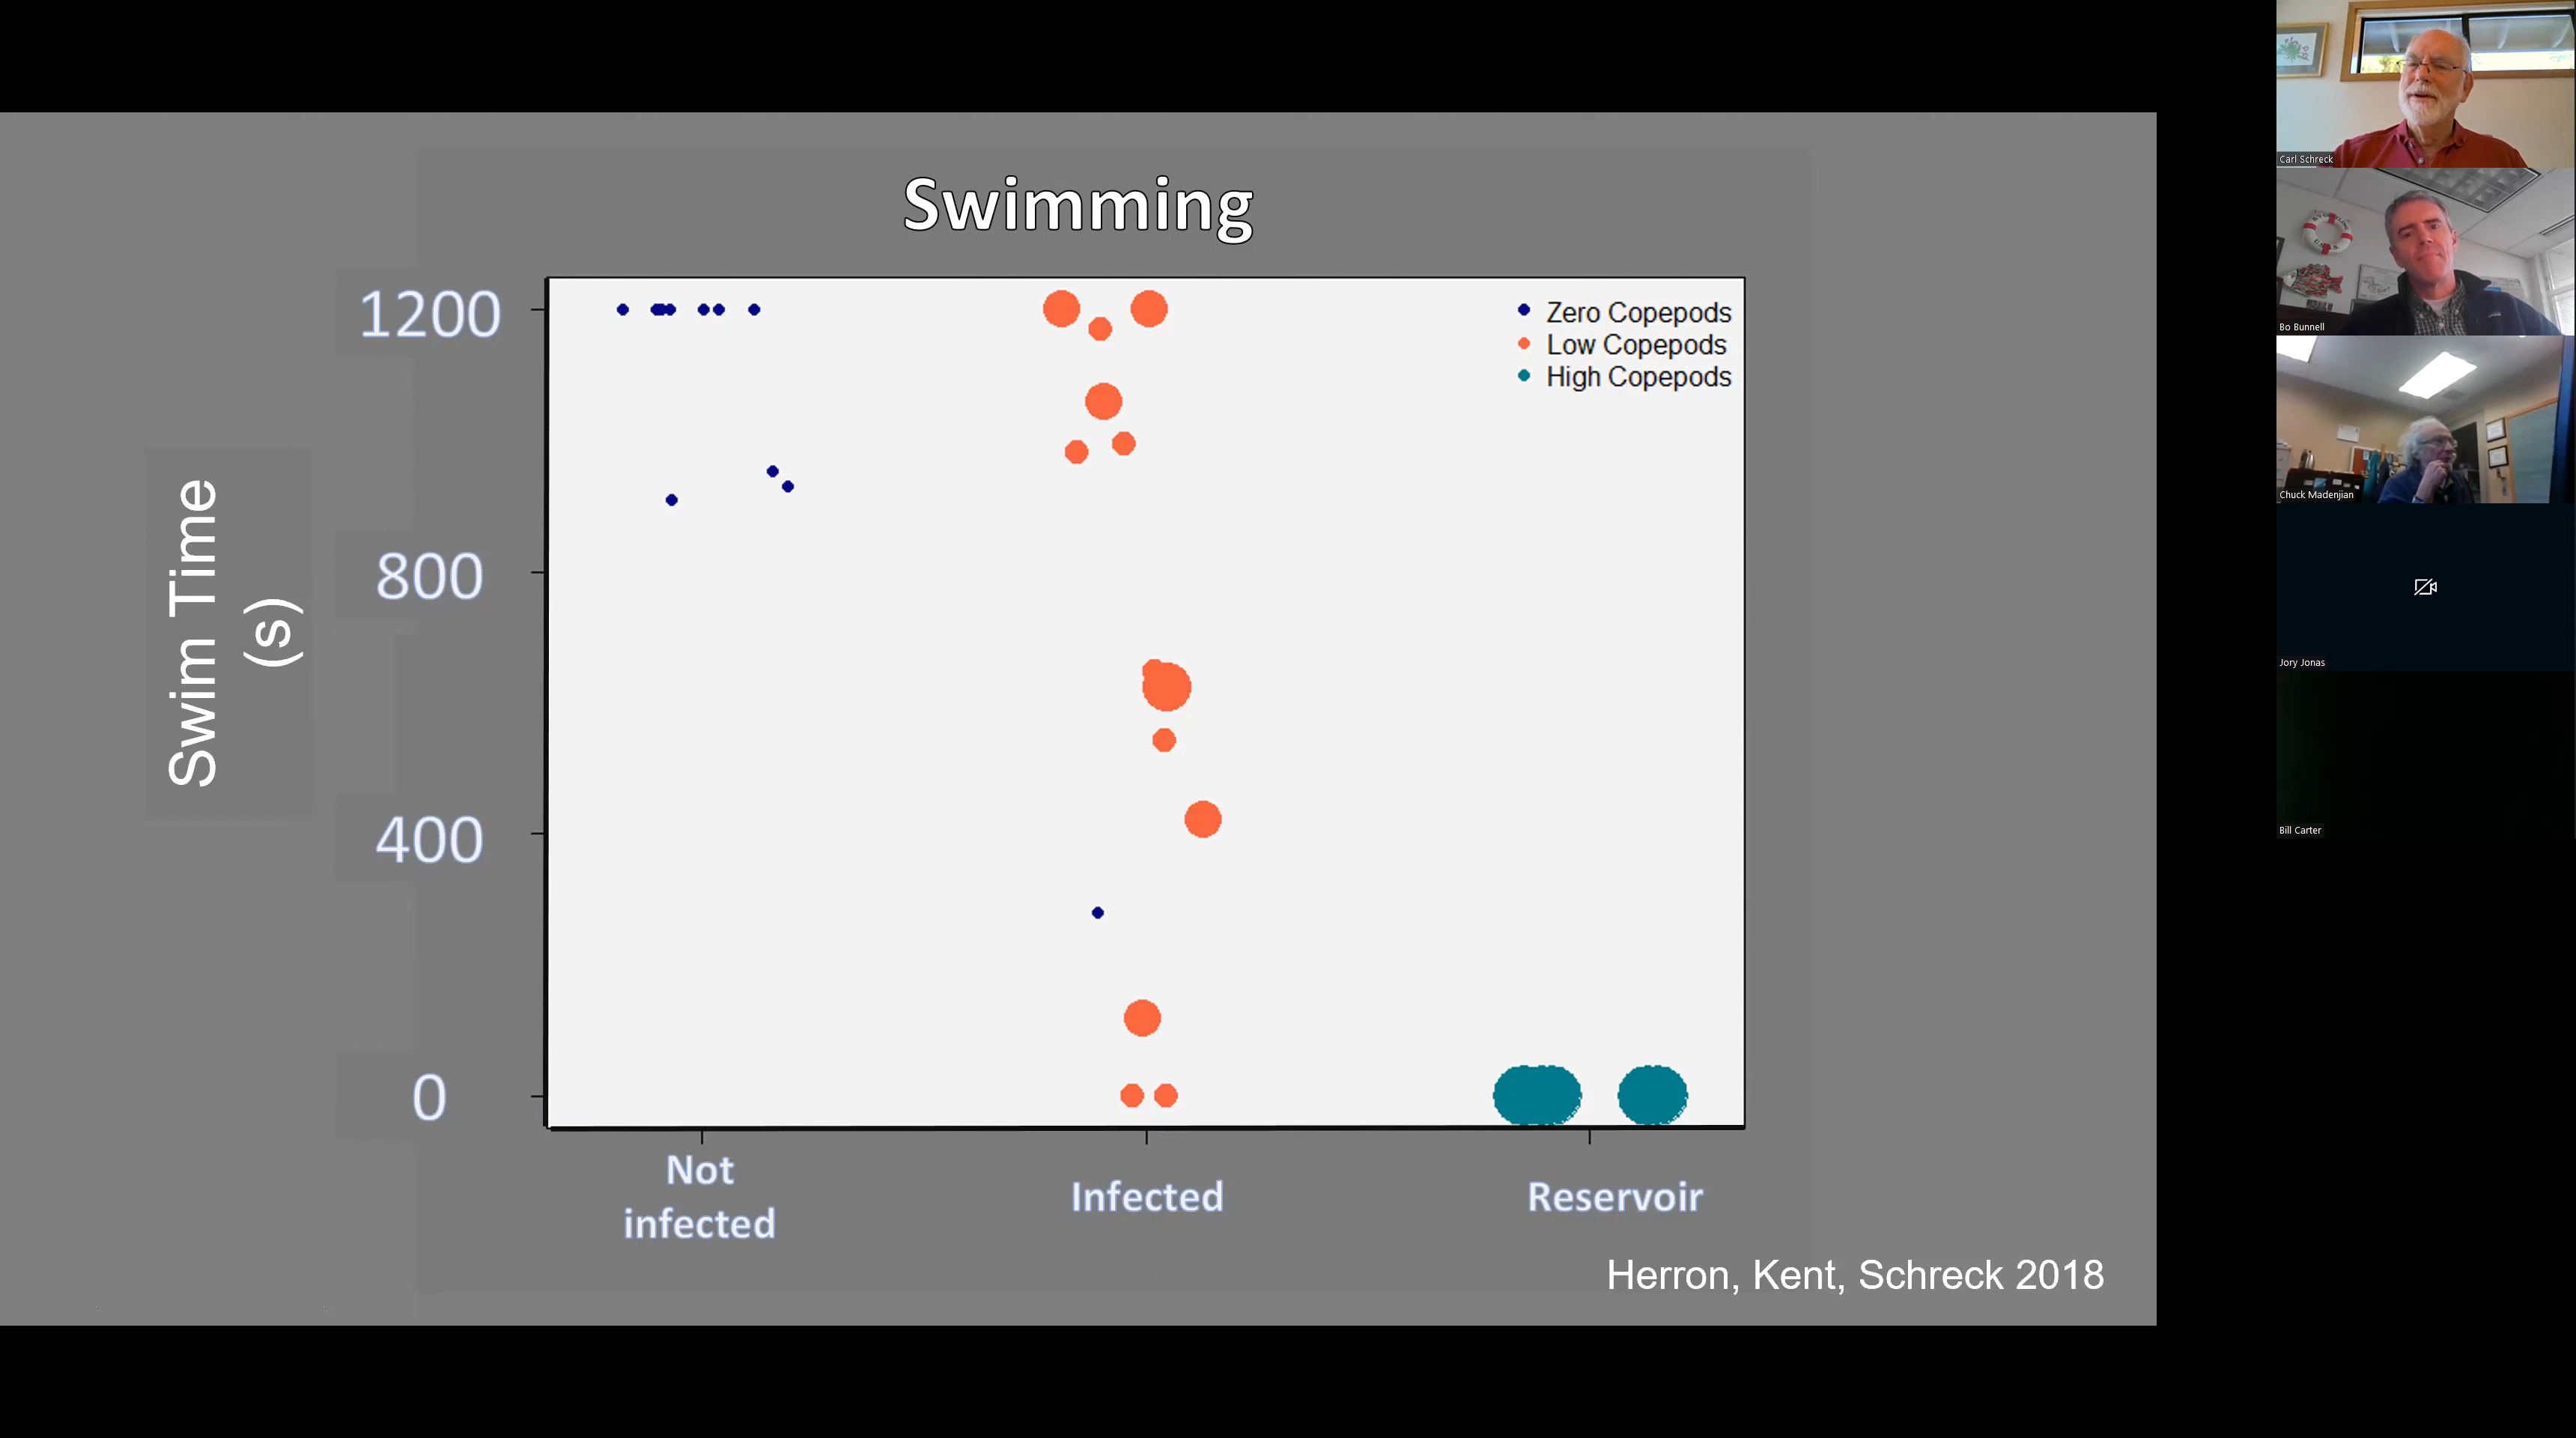 Swimming
1200
800
400
0
Swim Time
(s)
Zero Copepods
Low Copepods
High Copepods
Not
infected
Infected
Reservoir
Herron, Kent, Schreck 2018
Carl Schreck
Bo Bunnell
Chuck Madenjian
Jory Jonas
Bill Carter